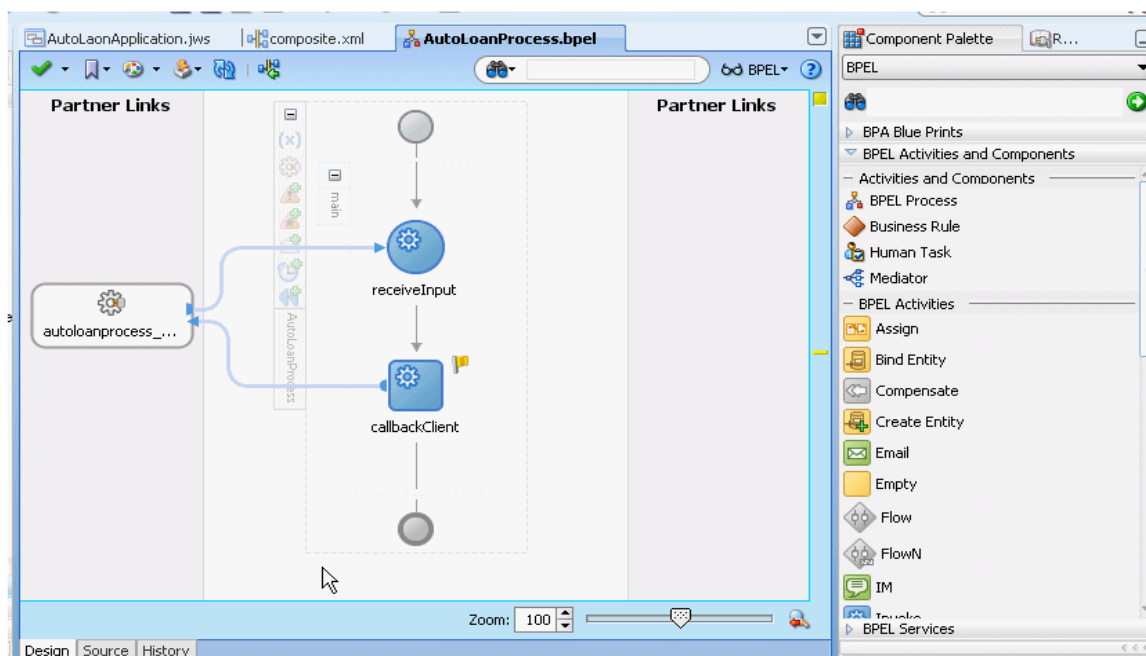 AutoLaonApplication.jws
composite.xml
AutoLoanProcess.bpel
BPEL
Partner Links
Partner Links
(x)
main
receiveInput
autoloanprocess_...
AutoLoanProcess
callbackClient
Zoom: 100
Design Source History
Component Palette
R...
BPEL
BPA Blue Prints
BPEL Activities and Components
Activities and Components
BPEL Process
Business Rule
Human Task
Mediator
BPEL Activities
Assign
Bind Entity
Compensate
Create Entity
Email
Empty
Flow
FlowN
IM
Invoke
BPEL Services